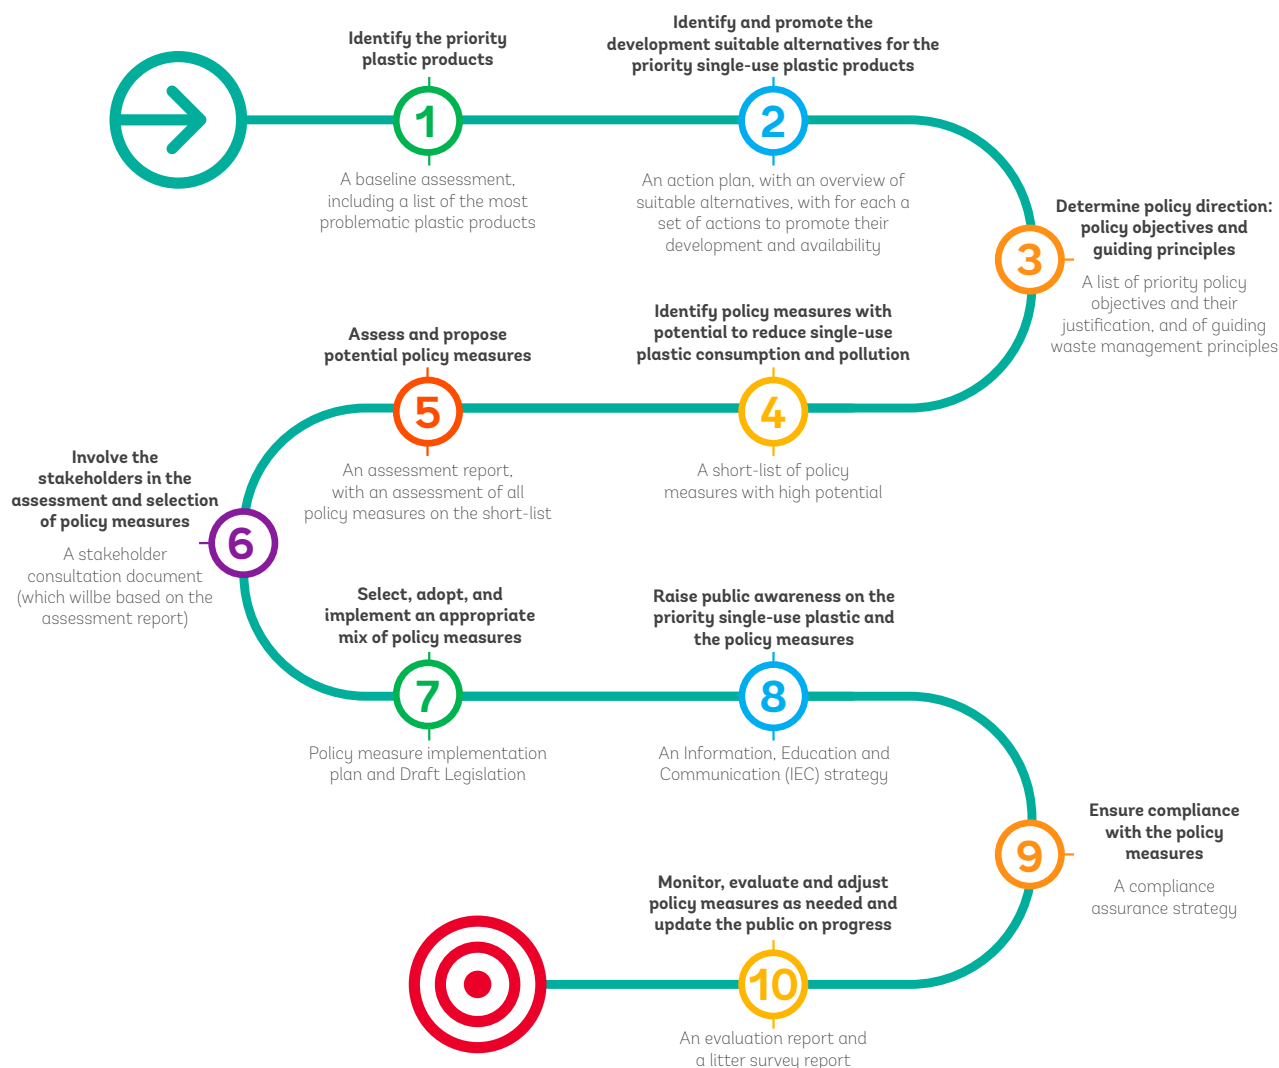 Identify the priority
plastic products
1
A baseline assessment,
including a list of the most
problematic plastic products
Identify and promote the
development suitable alternatives for the
priority single-use plastic products
2
An action plan, with an overview of
suitable alternatives, with for each a
set of actions to promote their
development and availability
Determine policy direction:
policy objectives and
guiding principles
3
A list of priority policy
objectives and their
justification, and of guiding
waste management principles
Identify policy measures with
potential to reduce single-use
plastic consumption and pollution
4
A short-list of policy
measures with high potential
Assess and propose
potential policy measures
5
An assessment report,
with an assessment of all
policy measures on the short-list
Involve the
stakeholders in the
assessment and selection
of policy measures
6
A stakeholder
consultation document
(which willbe based on the
assessment report)
Select, adopt, and
implement an appropriate
mix of policy measures
7
Policy measure implementation
plan and Draft Legislation
Raise public awareness on the
priority single-use plastic and
the policy measures
8
An Information, Education and
Communication (IEC) strategy
Ensure compliance
with the policy
measures
9
A compliance
assurance strategy
Monitor, evaluate and adjust
policy measures as needed and
update the public on progress
10
An evaluation report and
a litter survey report